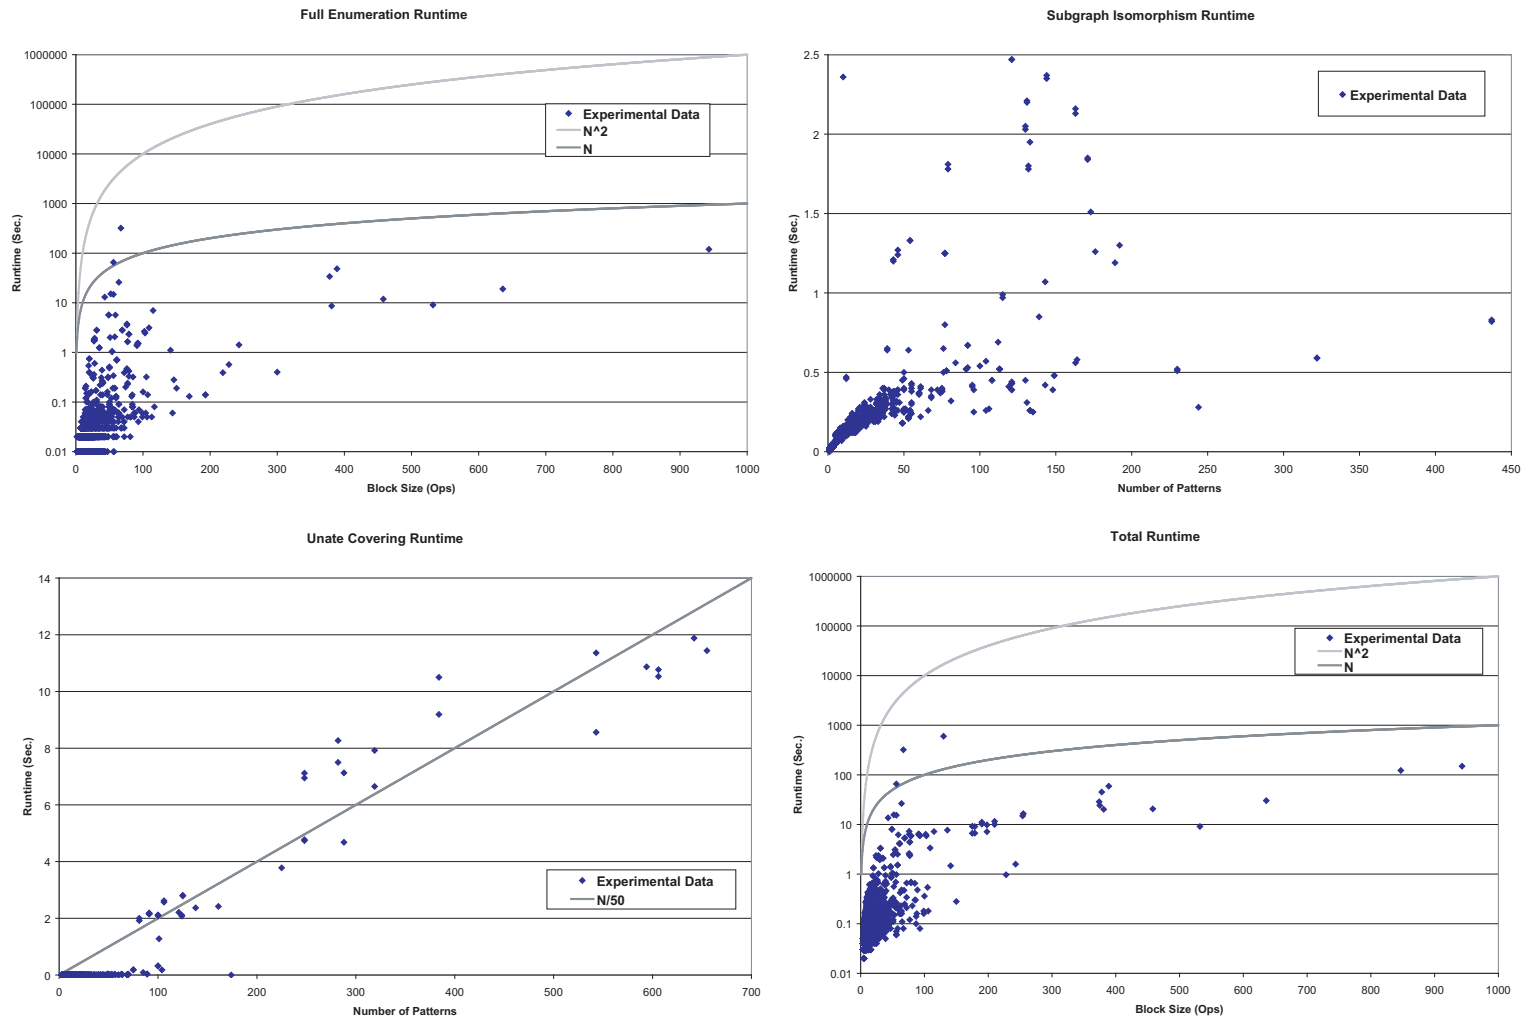 Full Enumeration Runtime
1000000
100000
10000
1000
100
10
1
0.1
0.01
0 100 200 300 400 500 600 700 800 900 1000
Runtime (Sec.)
Block Size (Ops)
Experimental Data
N^2
N
Subgraph Isomorphism Runtime
2.5
2
1.5
1
0.5
0
0 50 100 150 200 250 300 350 400 450
Runtime (Sec.)
Number of Patterns
Experimental Data
Unate Covering Runtime
14
12
10
8
6
4
2
0
0 100 200 300 400 500 600 700
Runtime (Sec.)
Number of Patterns
Experimental Data
N/50
Total Runtime
1000000
100000
10000
1000
100
10
1
0.1
0.01
0 100 200 300 400 500 600 700 800 900 1000
Runtime (Sec.)
Block Size (Ops)
Experimental Data
N^2
N